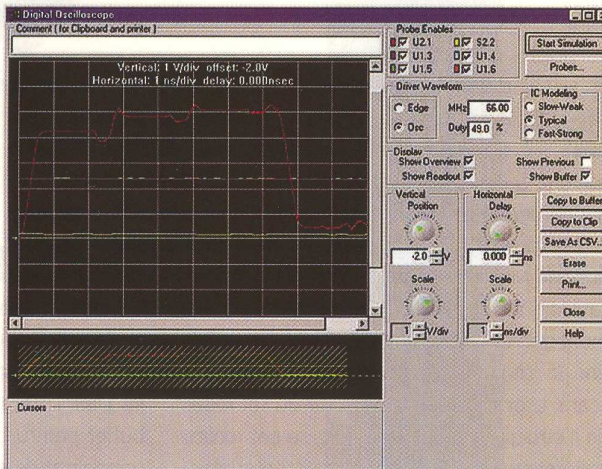 Digital Oscilloscope
Comment ( for Clipboard and printer )
Vertical: 1 V/div offset: -2.0V
Horizontal: 1 ns/div delay: 0.000nsec
Cursors
Probe Enables
U2.1
S2.2
U1.3
U1.4
U1.5
U1.6
Start Simulation
Probes...
Driver Waveform
Edge
MHz
66.00
Osc
Duty
49.0
%
IC Modeling
Slow-Weak
Typical
Fast-Strong
Display
Show Overview
Show Previous
Show Readout
Show Buffer
Vertical
Position
-2.0
V
Scale
1
V/div
Horizontal
Delay
0.000
ns
Scale
1
ns/div
Copy to Buffer
Copy to Clip
Save As CSV...
Erase
Print...
Close
Help